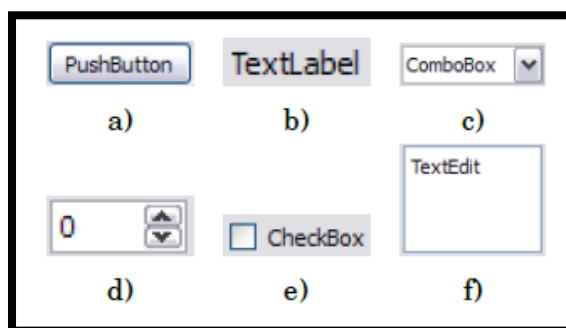 PushButton TextLabel ComboBox
a) b) c)
TextEdit
0 CheckBox
d) e) f)